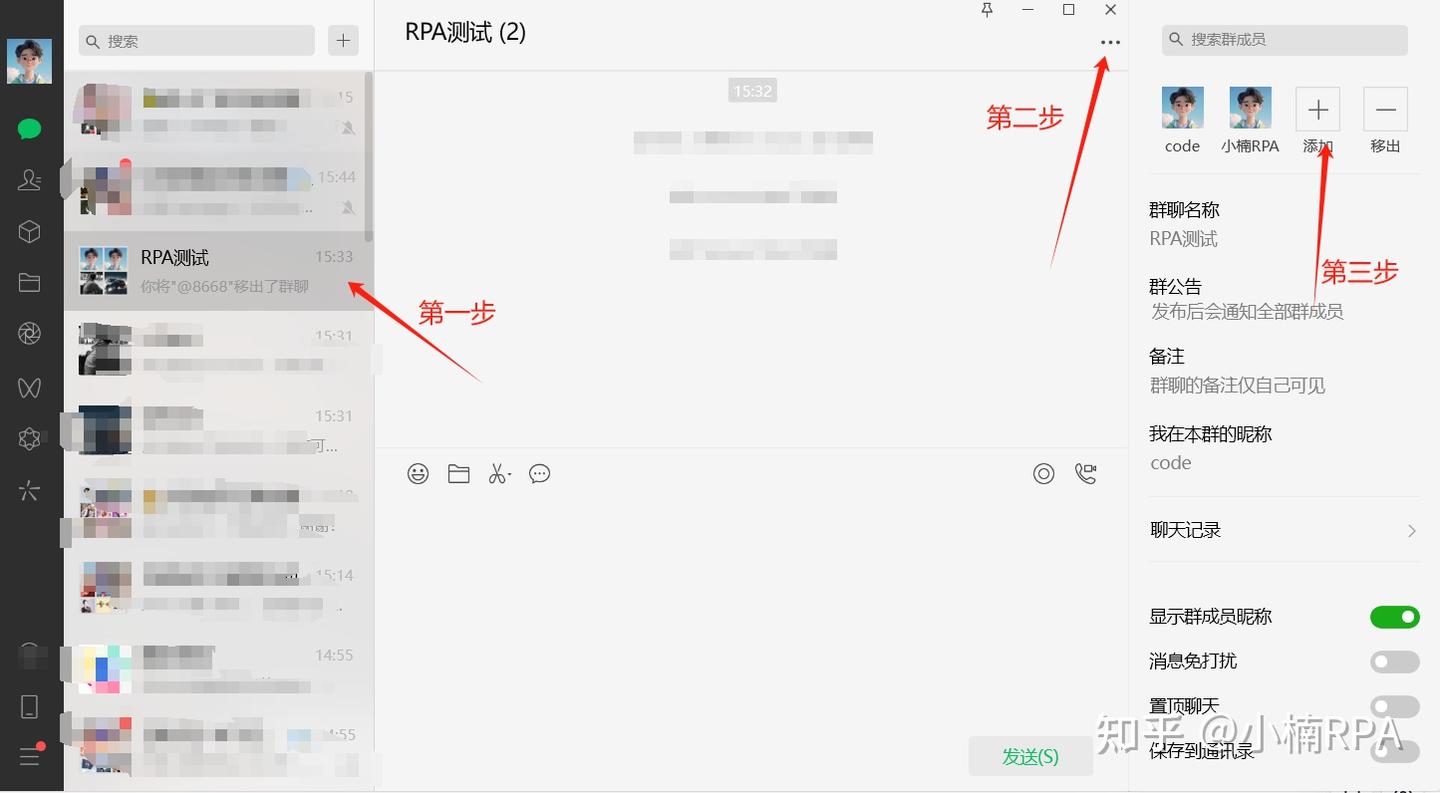 搜索
15
15:44
...
RPA测试
15:33
你将"@8668"移出了群聊
第一步
15:31
15:31
可...
15:14
14:55
RPA测试 (2)
15:32
第二步
发送(S)
搜索群成员
code
小楠RPA
添加
移出
群聊名称
RPA测试
第三步
群公告
发布后会通知全部群成员
备注
群聊的备注仅自己可见
我在本群的昵称
code
聊天记录
显示群成员昵称
消息免打扰
置顶聊天
知乎 @小楠RPA
保存到通讯录